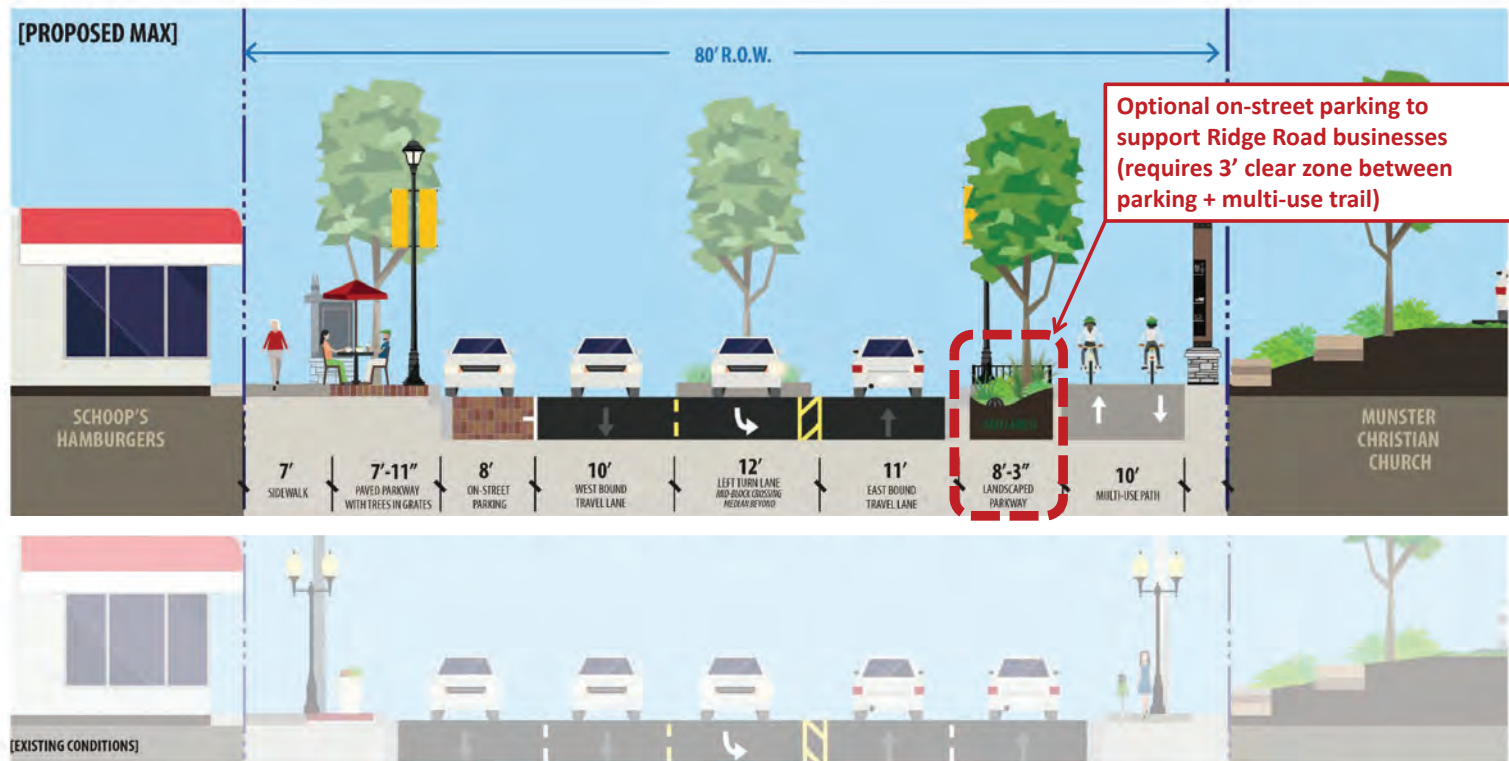 [PROPOSED MAX]
80' R.O.W.
Optional on-street parking to
support Ridge Road businesses
(requires 3’ clear zone between
parking + multi-use trail)
SCHOOP'S
HAMBURGERS
MUNSTER
CHRISTIAN
CHURCH
7'
SIDEWALK
7'-11"
PAVED PARKWAY
WITH TREES IN GRATES
8'
ON-STREET
PARKING
10'
WEST BOUND
TRAVEL LANE
12'
LEFT TURN LANE
MID-BLOCK CROSSING
MEDIAN BEYOND
11'
EAST BOUND
TRAVEL LANE
8'-3"
LANDSCAPED
PARKWAY
10'
MULTI-USE PATH
[EXISTING CONDITIONS]